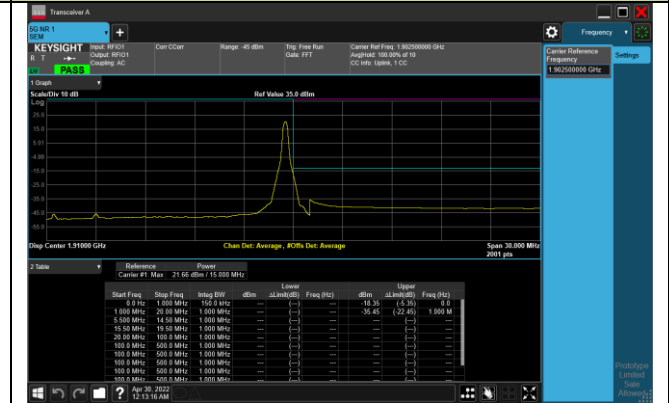 Transceiver A
5G NR 1
SEM
+
Frequency
KEYSIGHT
R T
PASS
Input: RFIO1
Output: RFIO1
Coupling: AC
Corr CCorr
Range: -45 dBm
Trig: Free Run
Gate: FFT
Carrier Ref Freq: 1.902500000 GHz
Avg|Hold: 100.00% of 10
CC Info: Uplink, 1 CC
Carrier Reference
Frequency
1.902500000 GHz
Settings
1 Graph
Scale/Div 10 dB
Ref Value 35.0 dBm
Log
25.0
15.0
5.01
-4.99
-15.0
-25.0
-35.0
-45.0
-55.0
Disp Center 1.91000 GHz
Chan Det: Average , #Offs Det: Average
Span 30.000 MHz
2001 pts
2 Table
Reference Power
Carrier #1 Max 21.66 dBm / 15.000 MHz
Lower Upper
Start Freq Stop Freq Integ BW dBm ΔLimit(dB) Freq (Hz) dBm ΔLimit(dB) Freq (Hz)
0.0 Hz 1.000 MHz 150.0 kHz --- (---) --- -18.35 (-5.35) 0.0
1.000 MHz 20.00 MHz 1.000 MHz --- (---) --- -35.45 (-22.45) 1.000 M
5.500 MHz 14.50 MHz 1.000 MHz --- (---) --- --- (---) ---
15.50 MHz 19.50 MHz 1.000 MHz --- (---) --- --- (---) ---
20.00 MHz 100.0 MHz 1.000 MHz --- (---) --- --- (---) ---
100.0 MHz 500.0 MHz 1.000 MHz --- (---) --- --- (---) ---
100.0 MHz 500.0 MHz 1.000 MHz --- (---) --- --- (---) ---
100.0 MHz 500.0 MHz 1.000 MHz --- (---) --- --- (---) ---
100.0 MHz 500.0 MHz 1.000 MHz --- (---) --- --- (---) ---
Apr 30, 2022
12:13:16 AM
Prototype
Limited
Sale
Allowed